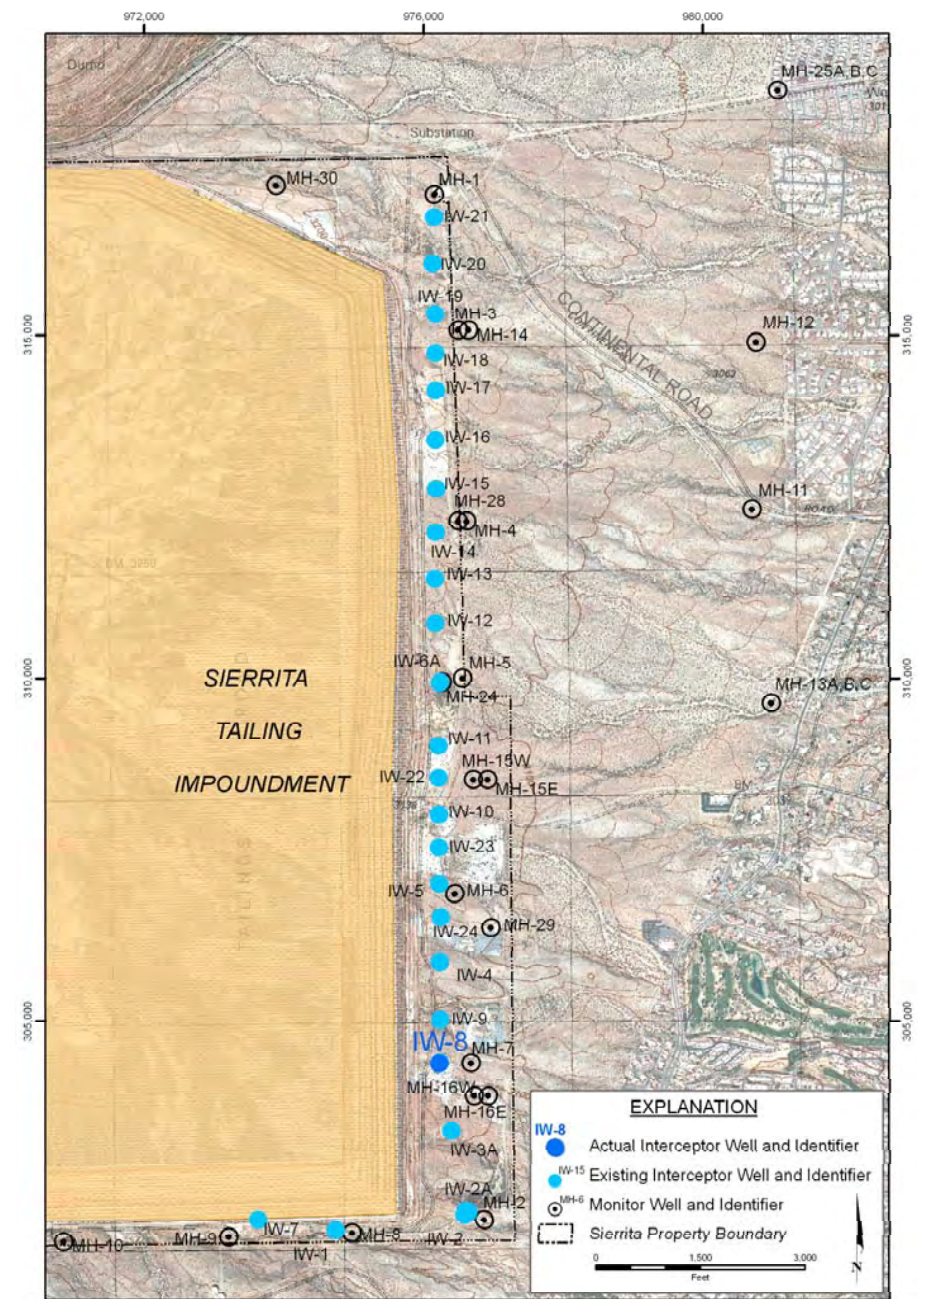 972,000
976,000
980,000
Dump
MH-25A,B,C
Substation
MH-30
MH-1
IW-21
IW-20
IW-19
MH-3
MH-14
MH-12
315,000
315,000
CONTINENTAL ROAD
IW-18
IW-17
IW-16
IW-15
MH-28
MH-4
MH-11
ROAD
IW-14
BM 3250
IW-13
IW-12
IW-6A
MH-5
SIERRITA
MH-24
MH-13A,B,C
310,000
310,000
TAILING
IW-11
MH-15W
IMPOUNDMENT
IW-22
MH-15E
BM
IW-10
IW-23
IW-5
MH-6
IW-24
MH-29
IW-4
305,000
305,000
IW-9
IW-8
MH-7
MH-16W
MH-16E
IW-3A
IW-2A
MH-2
IW-7
MH-8
IW-2
MH-10
MH-9
IW-1
EXPLANATION
IW-8
Actual Interceptor Well and Identifier
IW-15 Existing Interceptor Well and Identifier
MH-6 Monitor Well and Identifier
Sierrita Property Boundary
0 3,000
Feet
N